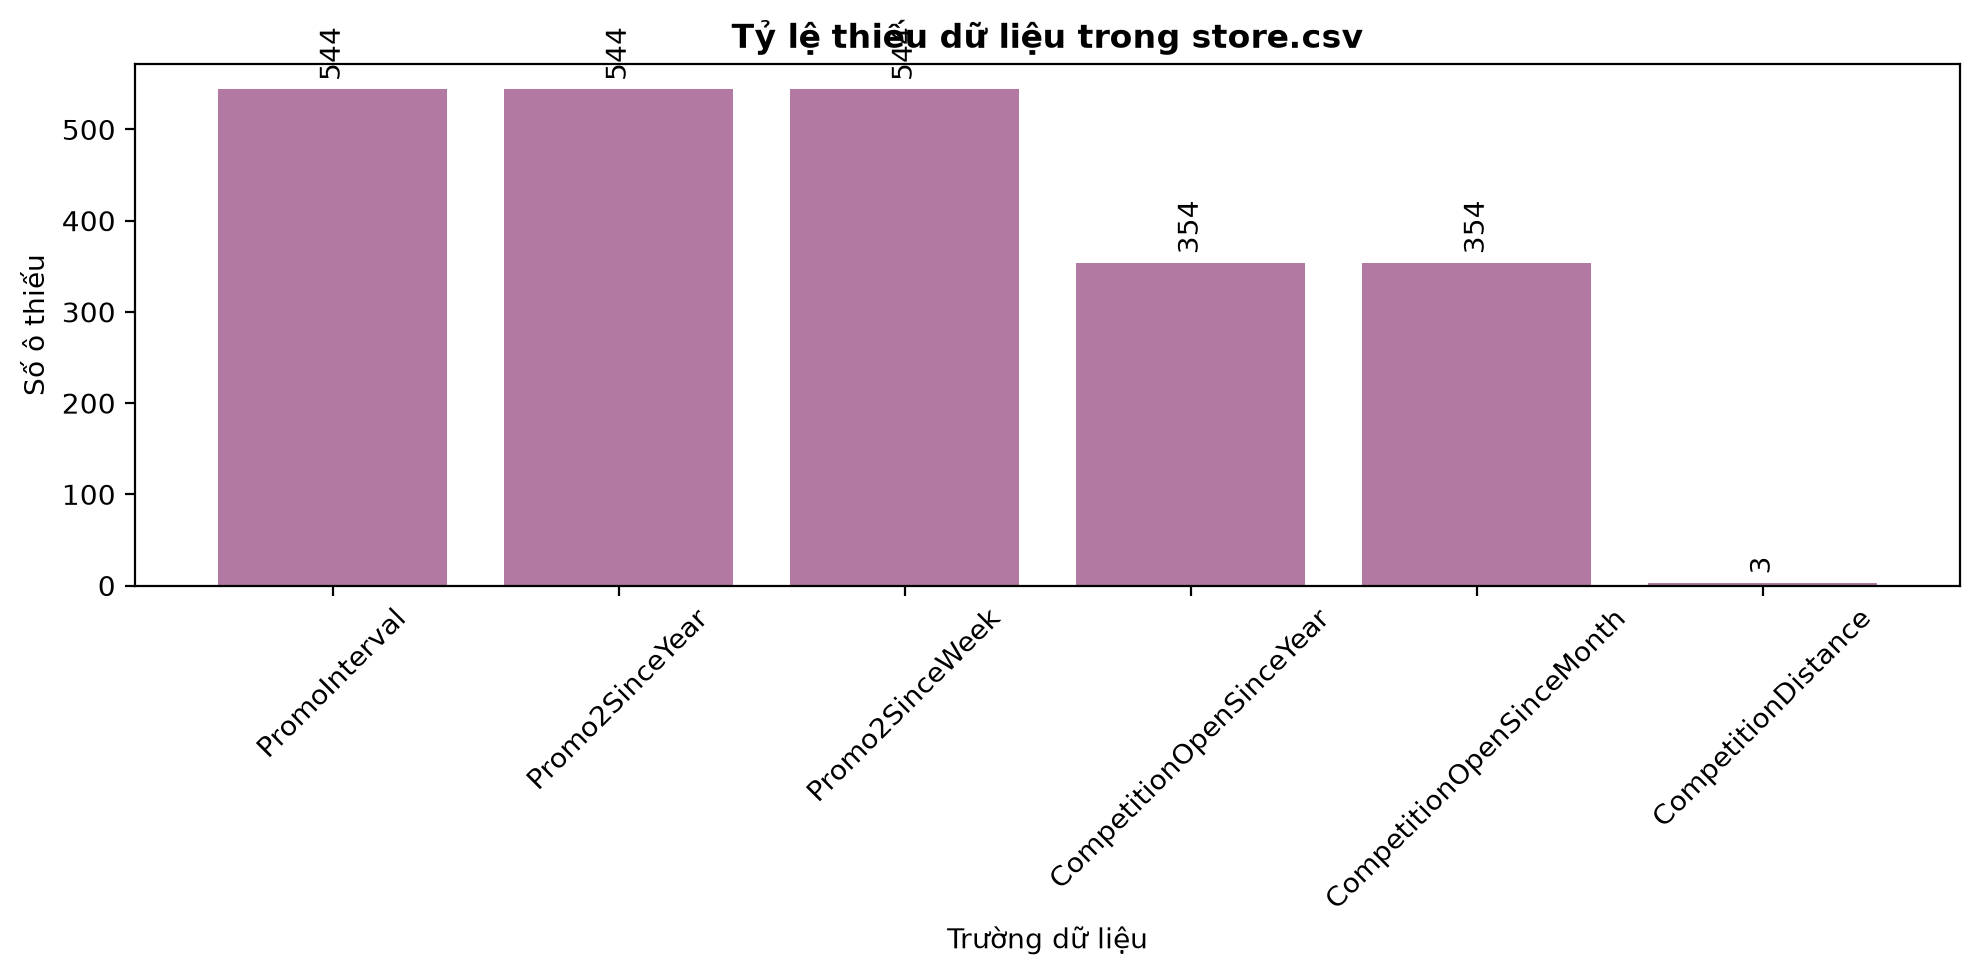 Tỷ lệ thiếu dữ liệu trong store.csv
544
544
544
354
354
3
Số ô thiếu
500
400
300
200
100
0
PromoInterval
Promo2SinceYear
Promo2SinceWeek
CompetitionOpenSinceYear
CompetitionOpenSinceMonth
CompetitionDistance
Trường dữ liệu